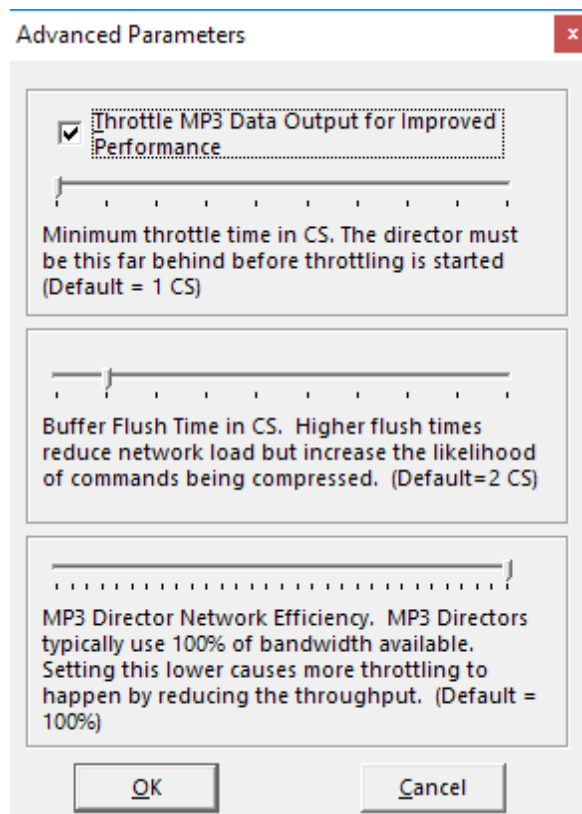 Advanced Parameters
x
Throttle MP3 Data Output for Improved
Performance
Minimum throttle time in CS. The director must
be this far behind before throttling is started
(Default = 1 CS)
Buffer Flush Time in CS.  Higher flush times
reduce network load but increase the likelihood
of commands being compressed.  (Default=2 CS)
MP3 Director Network Efficiency.  MP3 Directors
typically use 100% of bandwidth available.
Setting this lower causes more throttling to
happen by reducing the throughput.  (Default =
100%)
OK
Cancel